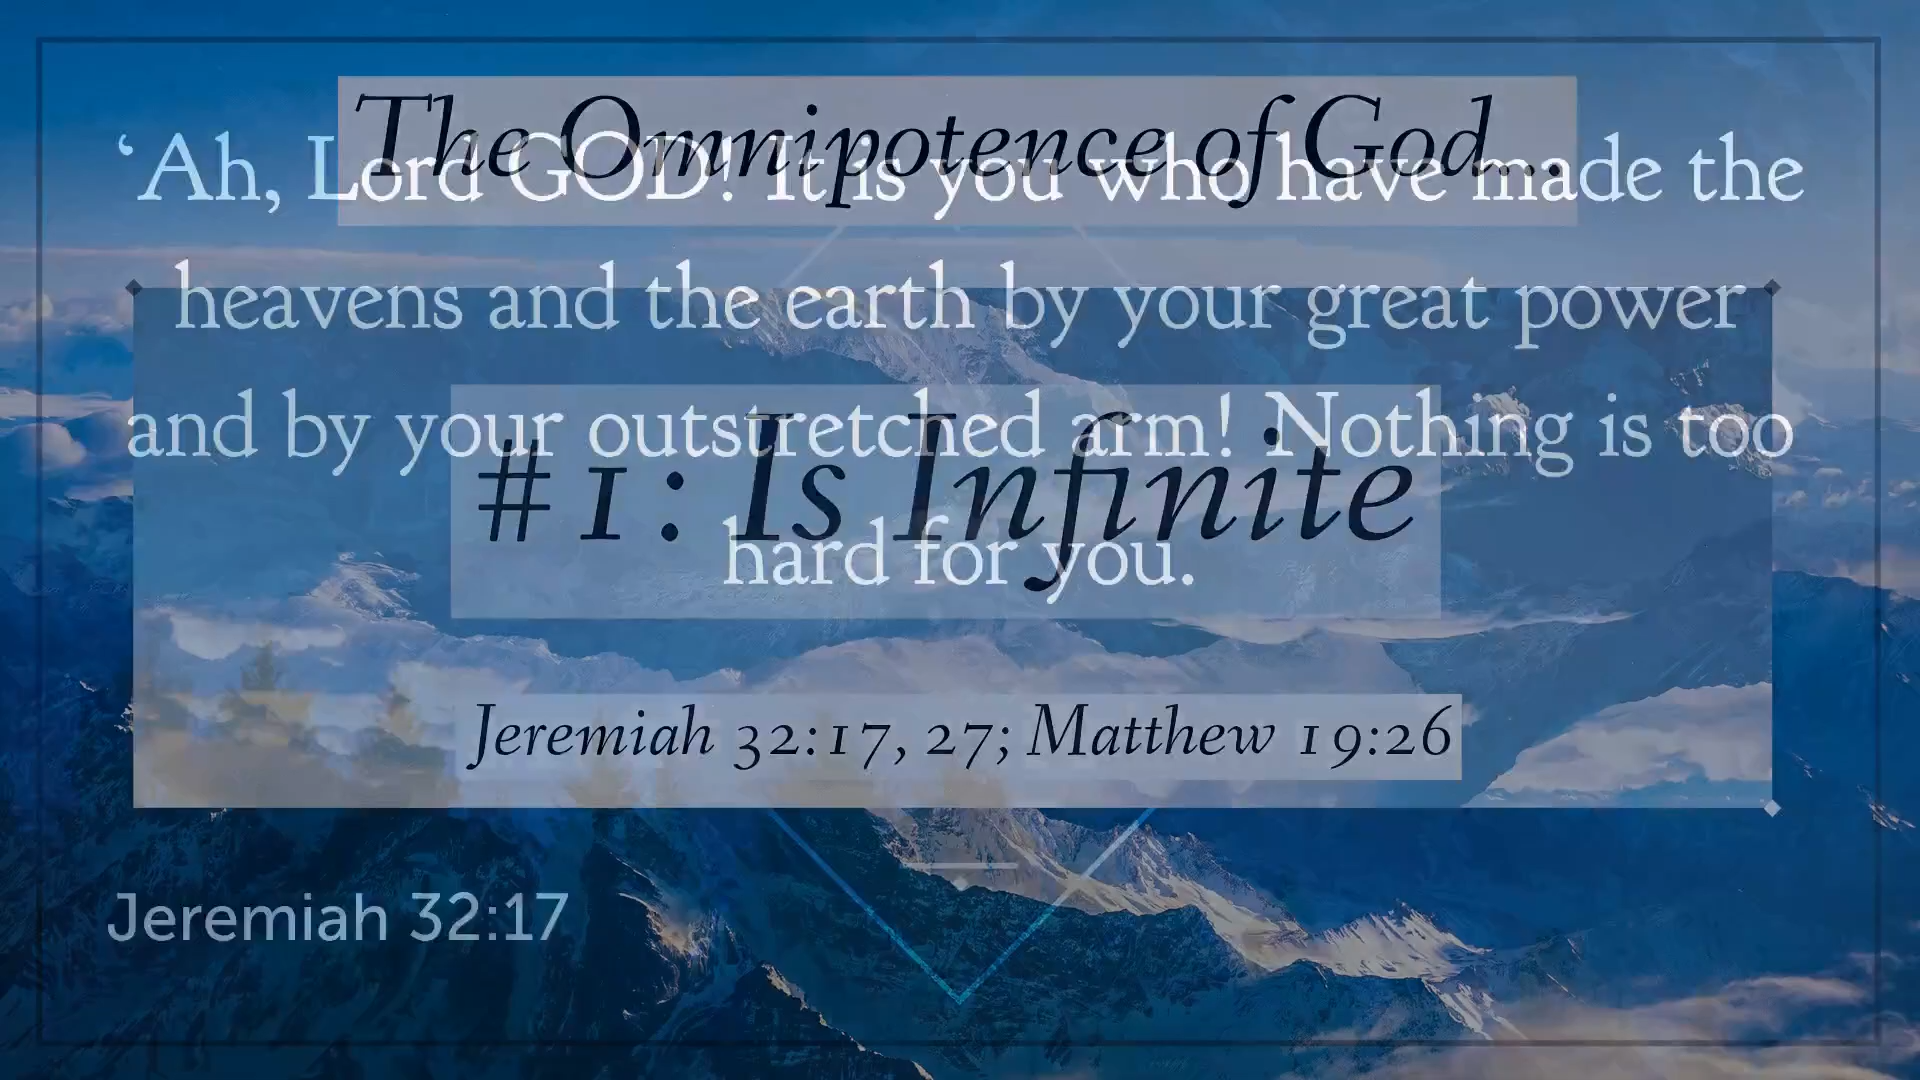 The Omnipotence of God...
‘Ah, Lord GOD! It is you who have made the
heavens and the earth by your great power
and by your outstretched arm! Nothing is too
hard for you.
#1: Is Infinite
Jeremiah 32:17, 27; Matthew 19:26
Jeremiah 32:17